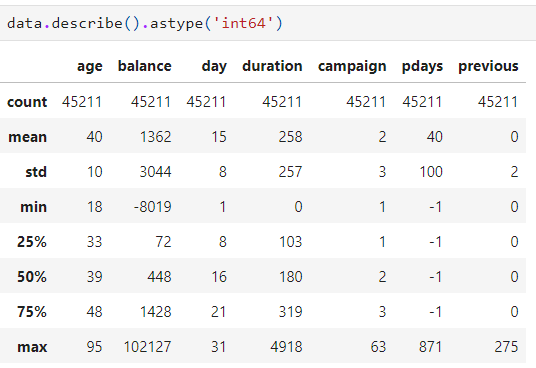 data.describe().astype('int64')
age balance day duration campaign pdays previous
count 45211 45211 45211 45211 45211 45211 45211
mean 40 1362 15 258 2 40 0
std 10 3044 8 257 3 100 2
min 18 -8019 1 0 1 -1 0
25% 33 72 8 103 1 -1 0
50% 39 448 16 180 2 -1 0
75% 48 1428 21 319 3 -1 0
max 95 102127 31 4918 63 871 275